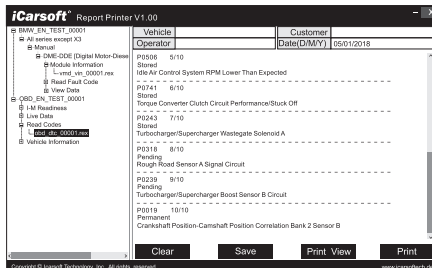 iCarsoft® Report Printer V1.00
BMW_EN_TEST_00001
All series except X3
Manual
DME-DDE [Digital Motor-Diese
Module Information
vmd_vin_00001.rex
Read Fault Code
View Data
OBD_EN_TEST_00001
I-M Readiness
Live Data
Read Codes
obd_dtc_00001.rex
Vehicle Information
Vehicle
Customer
Operator
Date(D/M/Y) 05/01/2018
P0506 5/10
Stored
Idle Air Control System RPM Lower Than Expected
P0741 6/10
Stored
Torque Converter Clutch Circuit Performance/Stuck Off
P0243 7/10
Stored
Turbocharger/Supercharger Wastegate Solenoid A
P0318 8/10
Pending
Rough Road Sensor A Signal Circuit
P0239 9/10
Pending
Turbocharger/Supercharger Boost Sensor B Circuit
P0019 10/10
Permanent
Crankshaft Position-Camshaft Position Correlation Bank 2 Sensor B
Clear
Save
Print View
Print
Copyright © Icarsoft Technology, Inc. All rights reserved